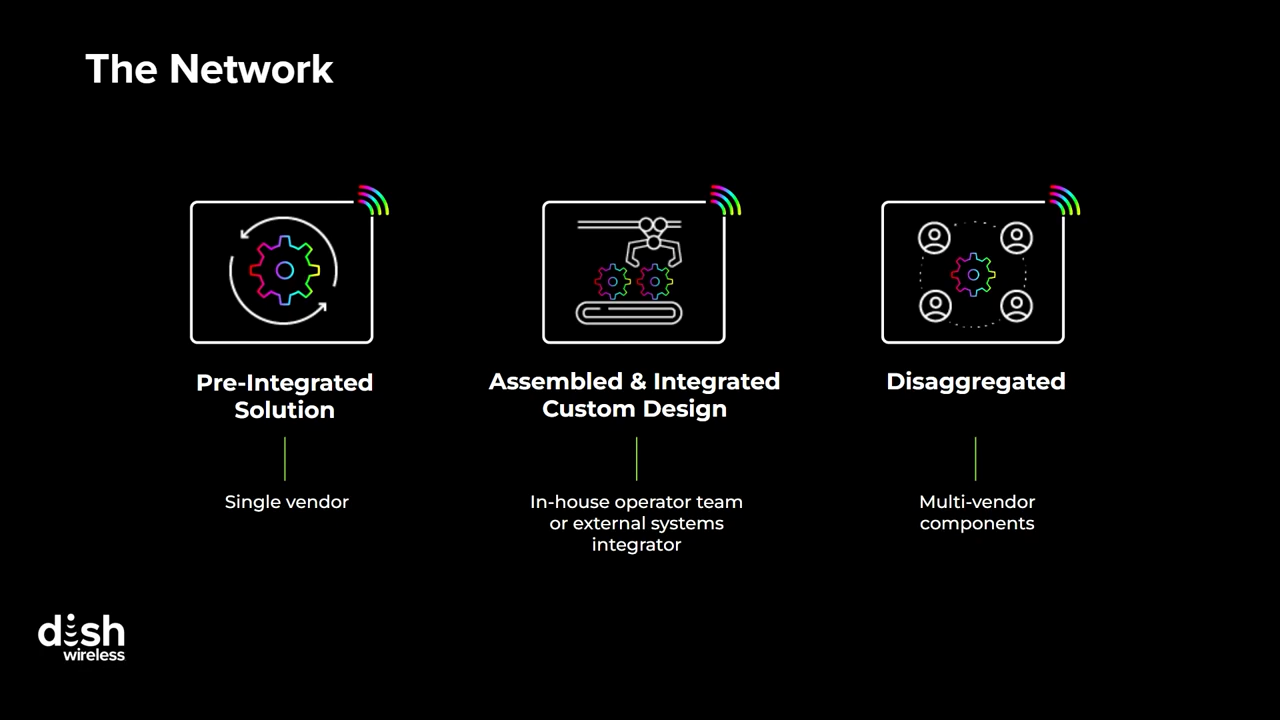 The Network
Pre-Integrated
Solution
Single vendor
Assembled & Integrated
Custom Design
In-house operator team
or external systems
integrator
Disaggregated
Multi-vendor
components
dish
wireless